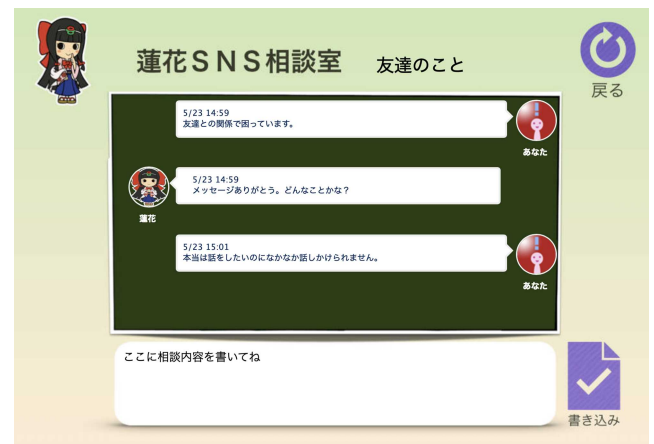 蓮花ＳＮＳ相談室 友達のこと
戻る
5/23 14:59
友達との関係で困っています。
あなた
5/23 14:59
メッセージありがとう。どんなことかな？
蓮花
5/23 15:01
本当は話をしたいのになかなか話しかけられません。
あなた
ここに相談内容を書いてね
書き込み